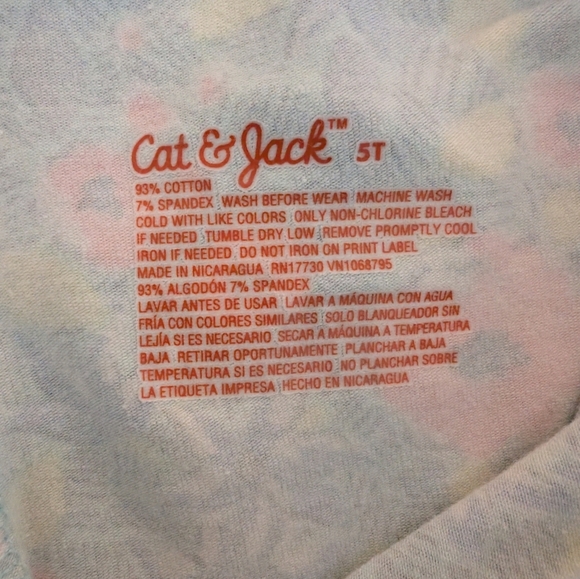 Cat & Jack™ 5T
93% COTTON
7% SPANDEX WASH BEFORE WEAR MACHINE WASH
COLD WITH LIKE COLORS ONLY NON-CHLORINE BLEACH
IF NEEDED TUMBLE DRY LOW REMOVE PROMPTLY COOL
IRON IF NEEDED DO NOT IRON ON PRINT LABEL
MADE IN NICARAGUA RN17730 VN1068795
93% ALGODÓN 7% SPANDEX
LAVAR ANTES DE USAR LAVAR A MÁQUINA CON AGUA
FRÍA CON COLORES SIMILARES SOLO BLANQUEADOR SIN
LEJÍA SI ES NECESARIO SECAR A MÁQUINA A TEMPERATURA
BAJA RETIRAR OPORTUNAMENTE PLANCHAR A BAJA
TEMPERATURA SI ES NECESARIO NO PLANCHAR SOBRE
LA ETIQUETA IMPRESA HECHO EN NICARAGUA